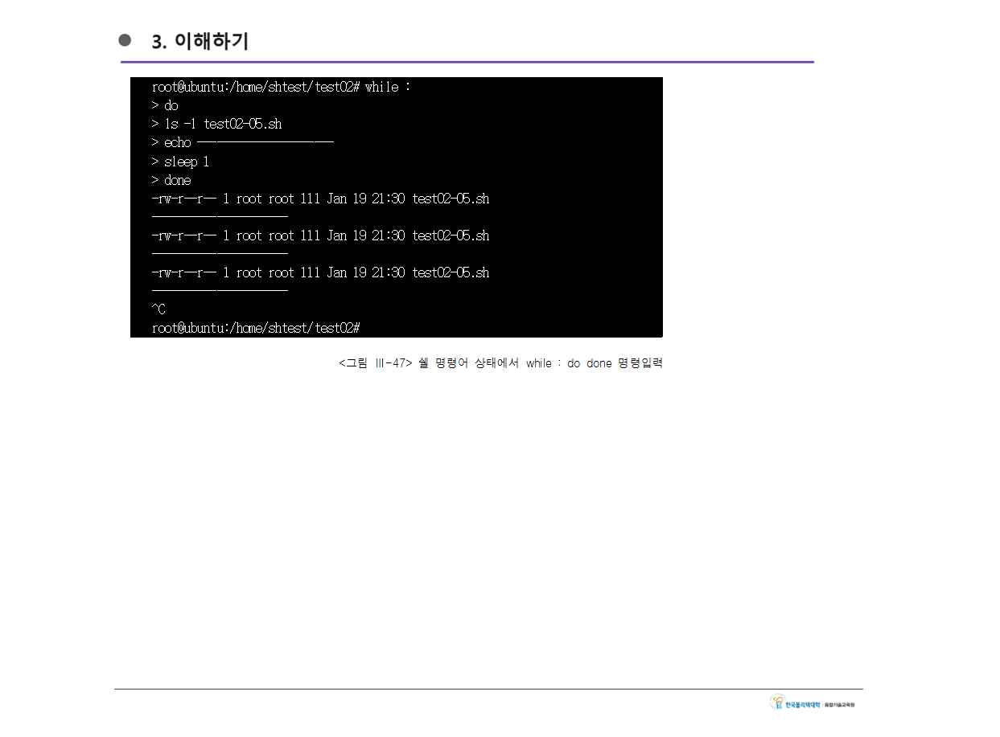 ● 3. 이해하기
root@ubuntu:/home/shtest/test02# while :
> do
> ls -l test02-05.sh
> echo ---------------------
> sleep 1
> done
-rw-r--r-- 1 root root 111 Jan 19 21:30 test02-05.sh
---------------------
-rw-r--r-- 1 root root 111 Jan 19 21:30 test02-05.sh
---------------------
-rw-r--r-- 1 root root 111 Jan 19 21:30 test02-05.sh
---------------------
^C
root@ubuntu:/home/shtest/test02#
<그림 Ⅲ-47> 쉘 명령어 상태에서 while : do done 명령입력
한국폴리텍대학 | 융합기술교육원